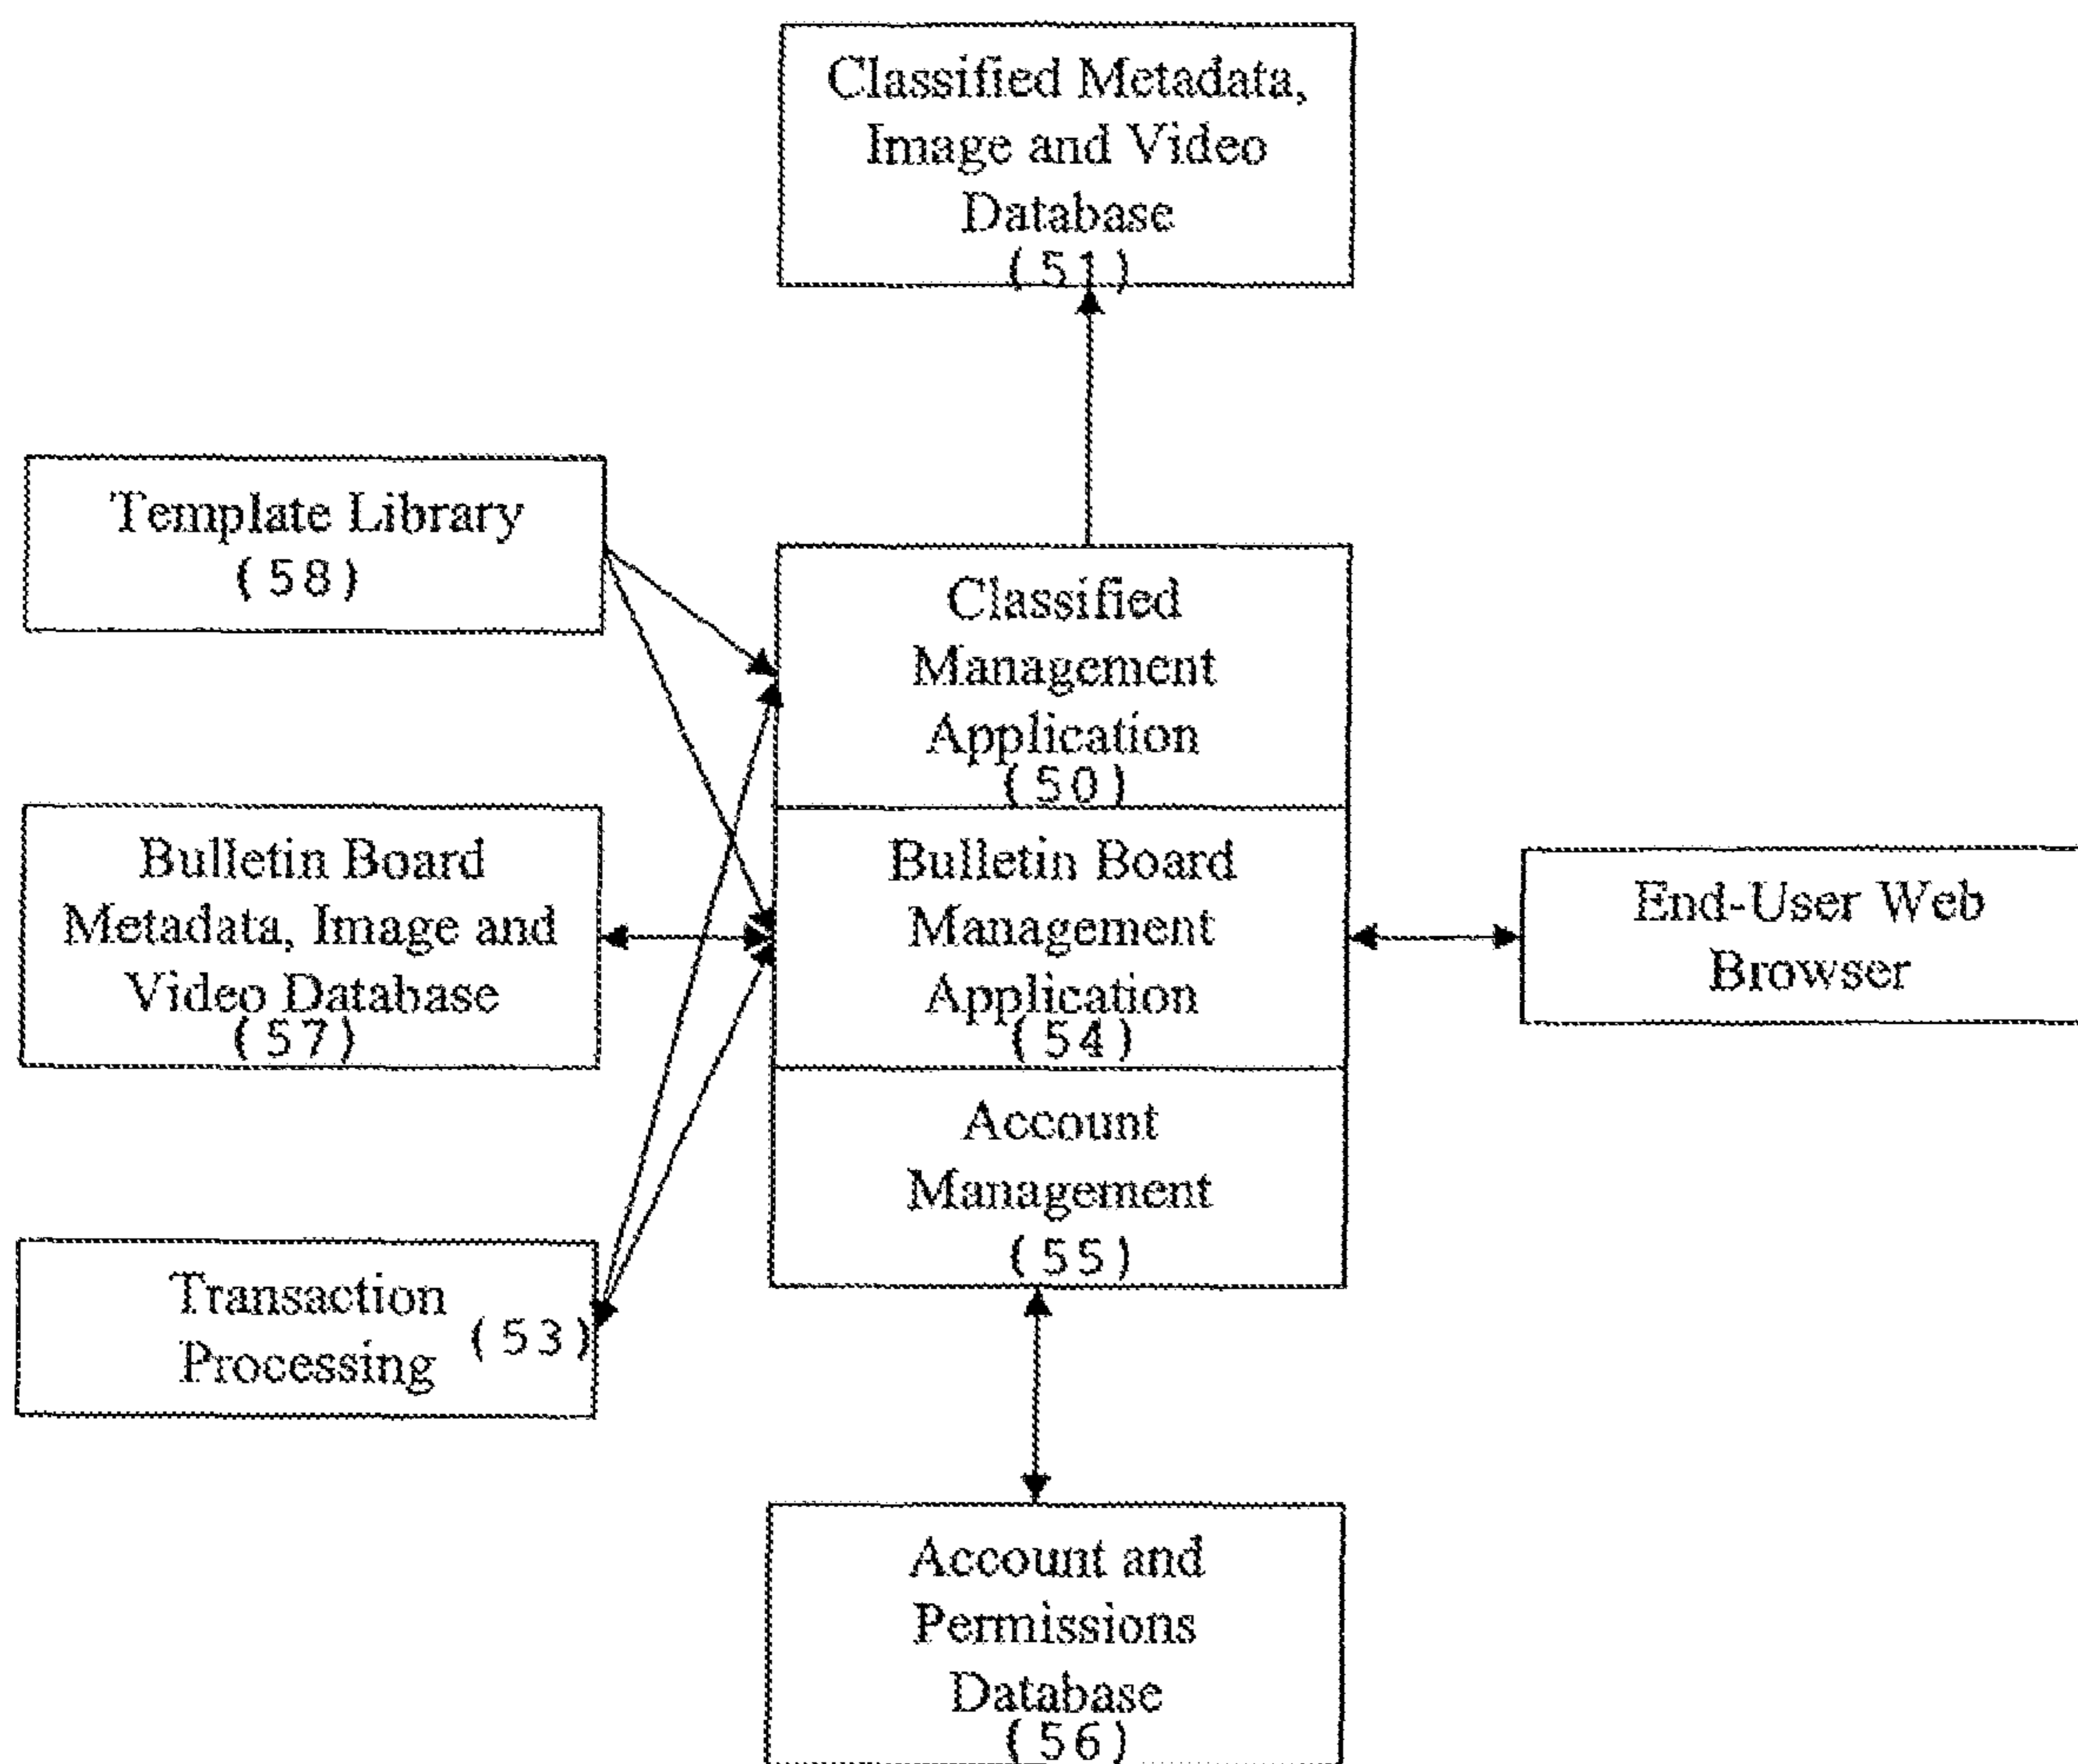 Classified Metadata,
Image and Video
Database
(51)
Template Library
(58)
Classified
Management
Application
(50)
Bulletin Board
Metadata, Image and
Video Database
(57)
Bulletin Board
Management
Application
(54)
End-User Web
Browser
Account
Management
(55)
Transaction
Processing (53)
Account and
Permissions
Database
(56)